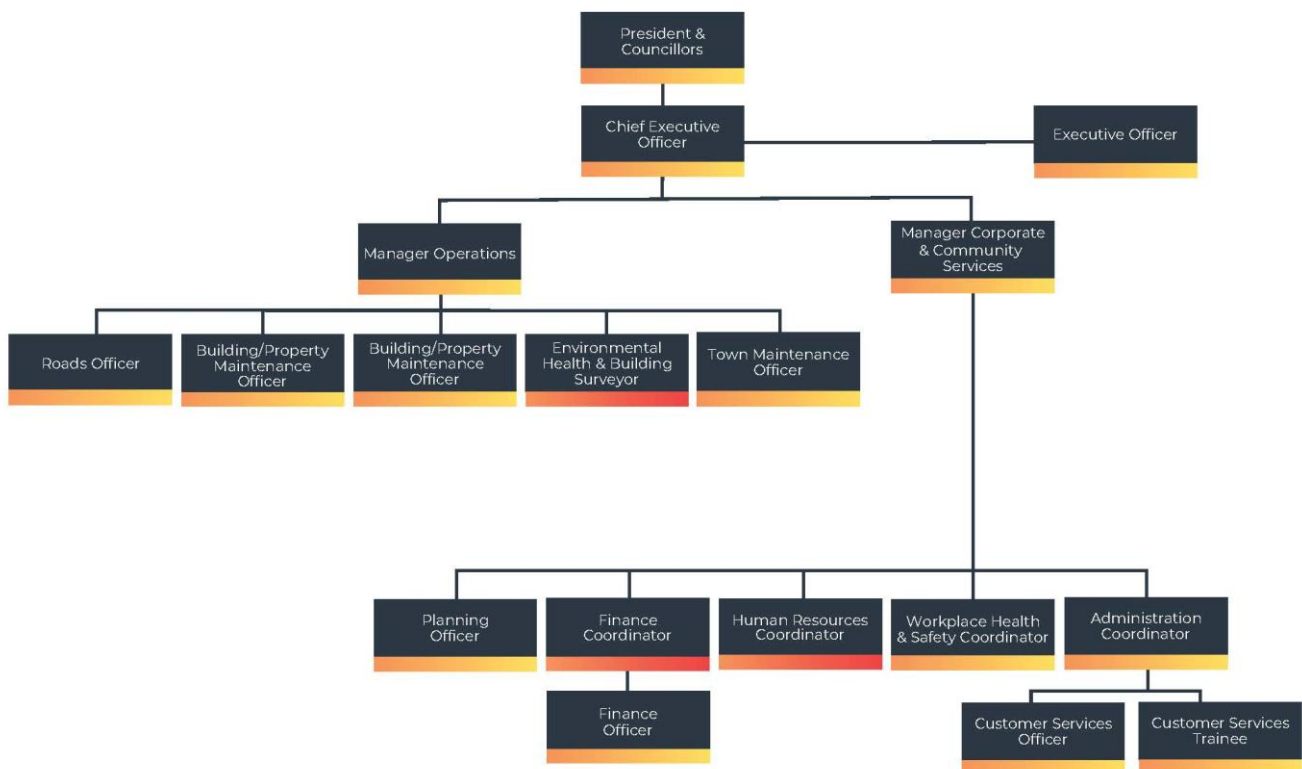 President &
Councillors
Chief Executive
Officer
Executive Officer
Manager Operations
Manager Corporate
& Community
Services
Roads Officer
Building/Property
Maintenance
Officer
Building/Property
Maintenance
Officer
Environmental
Health & Building
Surveyor
Town Maintenance
Officer
Planning
Officer
Finance
Coordinator
Human Resources
Coordinator
Workplace Health
& Safety Coordinator
Administration
Coordinator
Finance
Officer
Customer Services
Officer
Customer Services
Trainee